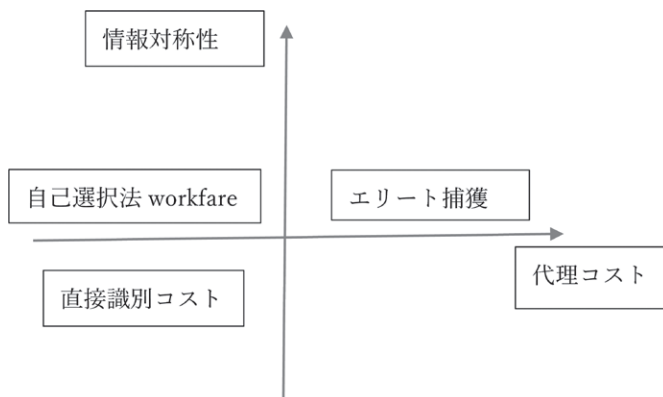 情報対称性
自己選択法 workfare
エリート捕獲
直接識別コスト
代理コスト